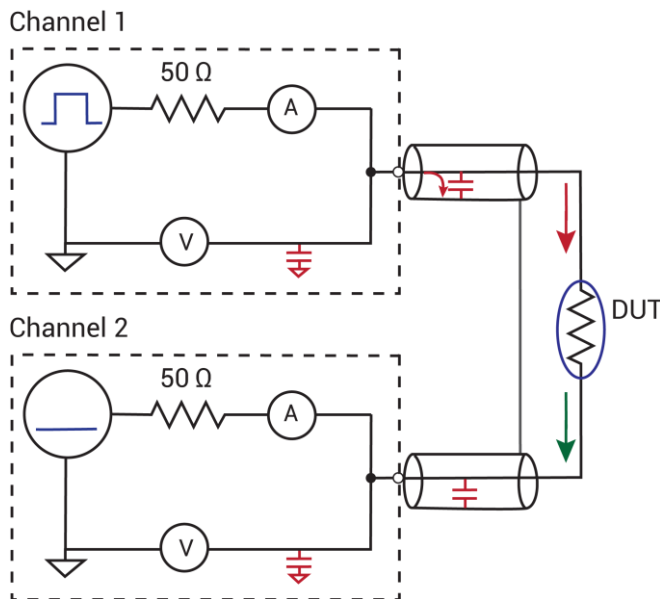 Channel 1
50 Ω
A
V
DUT
Channel 2
50 Ω
A
V